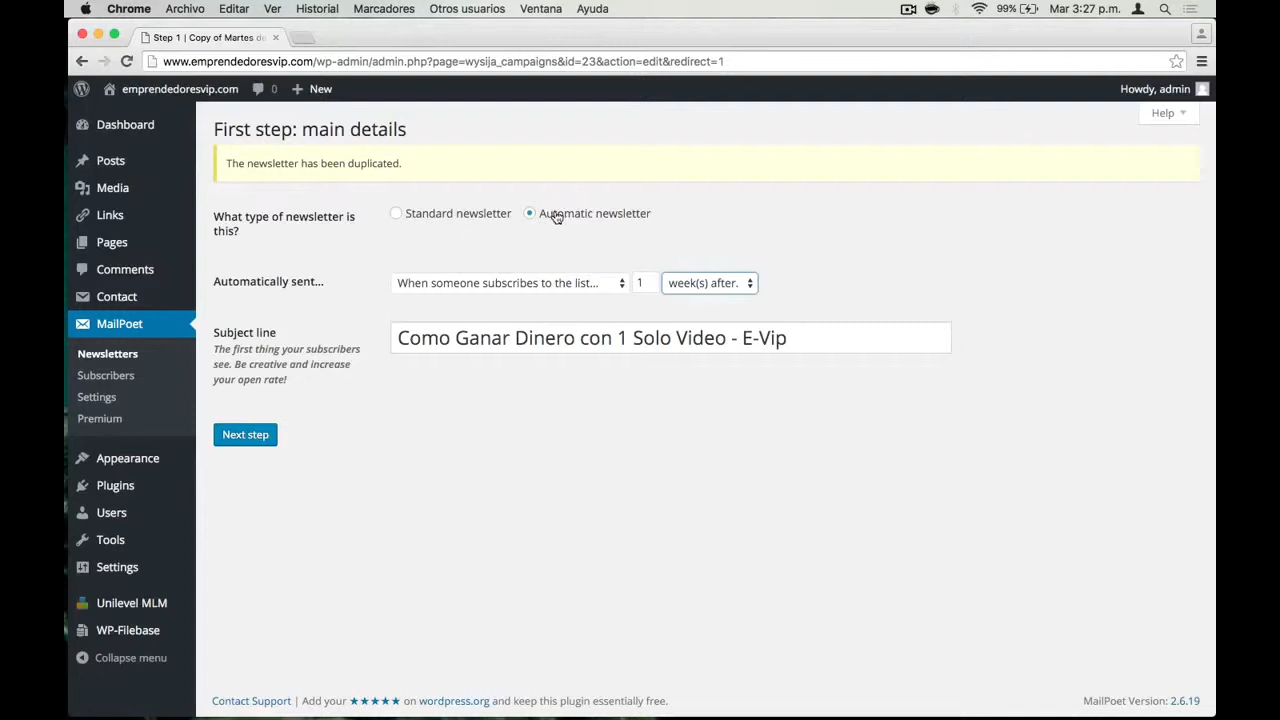 Chrome Archivo Editar Ver Historial Marcadores Otros usuarios Ventana Ayuda 99% Mar 3:27 p.m.
Step 1 | Copy of Martes de
www.emprendedoresvip.com/wp-admin/admin.php?page=wysija_campaigns&id=23&action=edit&redirect=1
emprendedoresvip.com 0 + New Howdy, admin
Help
Dashboard
Posts
Media
Links
Pages
Comments
Contact
MailPoet
Newsletters
Subscribers
Settings
Premium
Appearance
Plugins
Users
Tools
Settings
Unilevel MLM
WP-Filebase
Collapse menu
First step: main details
The newsletter has been duplicated.
What type of newsletter is
this?
Standard newsletter Automatic newsletter
Automatically sent... When someone subscribes to the list... 1 week(s) after.
Subject line
The first thing your subscribers
see. Be creative and increase
your open rate!
Como Ganar Dinero con 1 Solo Video - E-Vip
Next step
Contact Support | Add your ★★★★★ on wordpress.org and keep this plugin essentially free. MailPoet Version: 2.6.19